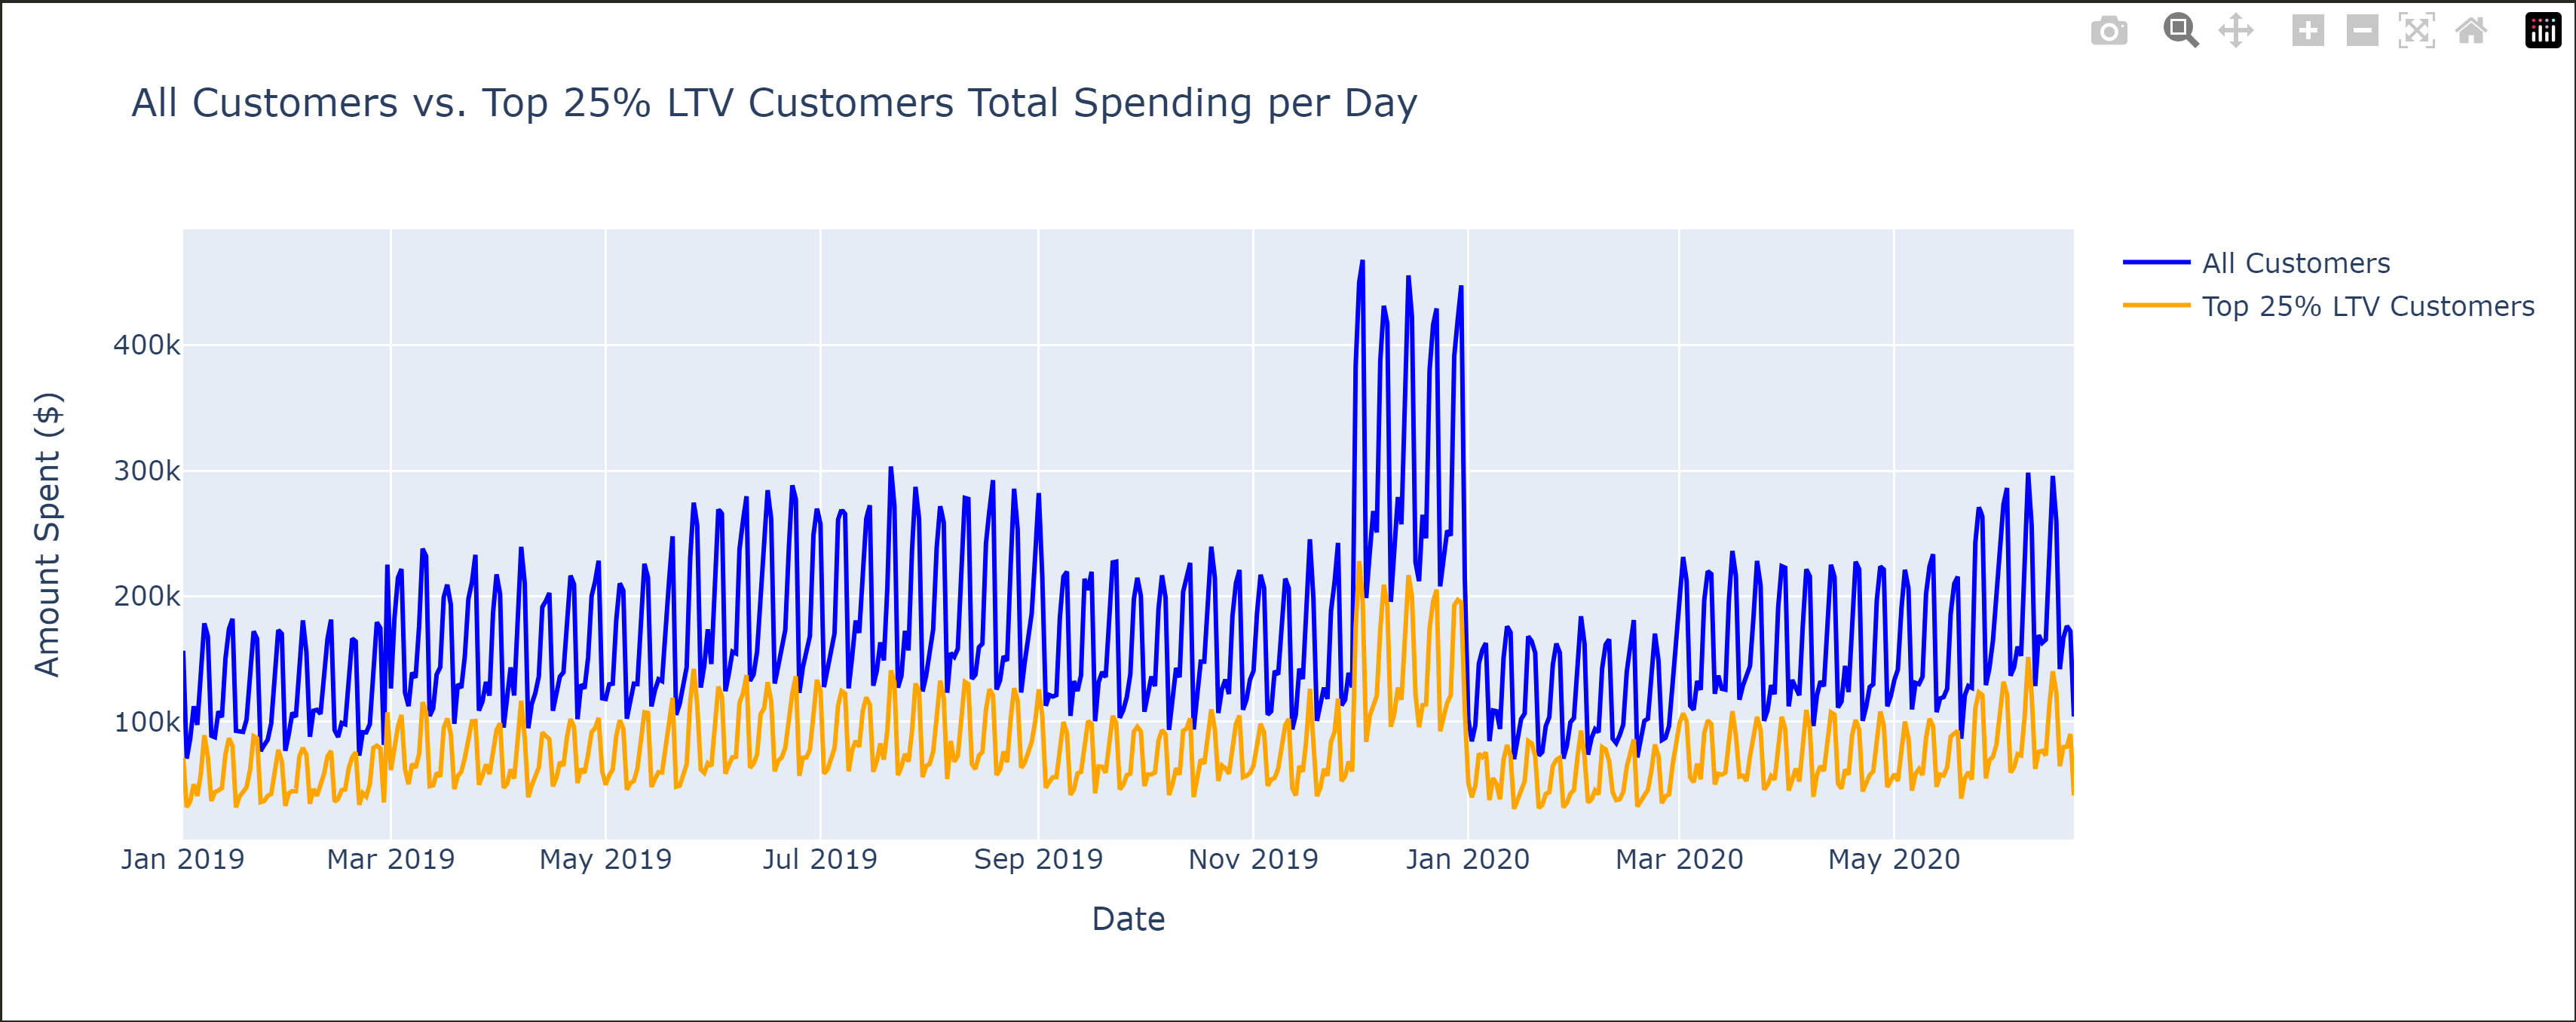 All Customers vs. Top 25% LTV Customers Total Spending per Day
All Customers
Top 25% LTV Customers
Amount Spent ($)
400k
300k
200k
100k
Jan 2019
Mar 2019
May 2019
Jul 2019
Sep 2019
Nov 2019
Jan 2020
Mar 2020
May 2020
Date